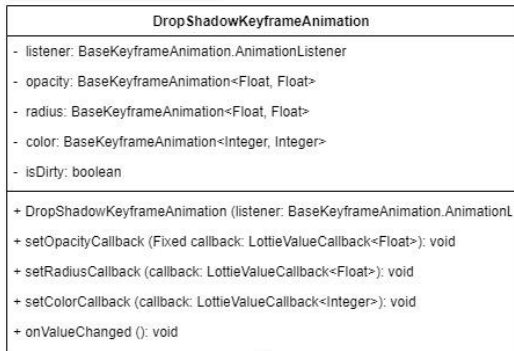 DropShadowKeyframeAnimation
- listener: BaseKeyframeAnimation.AnimationListener
- opacity: BaseKeyframeAnimation<Float, Float>
- radius: BaseKeyframeAnimation<Float, Float>
- color: BaseKeyframeAnimation<Integer, Integer>
- isDirty: boolean
+ DropShadowKeyframeAnimation (listener: BaseKeyframeAnimation.AnimationL
+ setOpacityCallback (Fixed callback: LottieValueCallback<Float>): void
+ setRadiusCallback (callback: LottieValueCallback<Float>): void
+ setColorCallback (callback: LottieValueCallback<Integer>): void
+ onValueChanged (): void